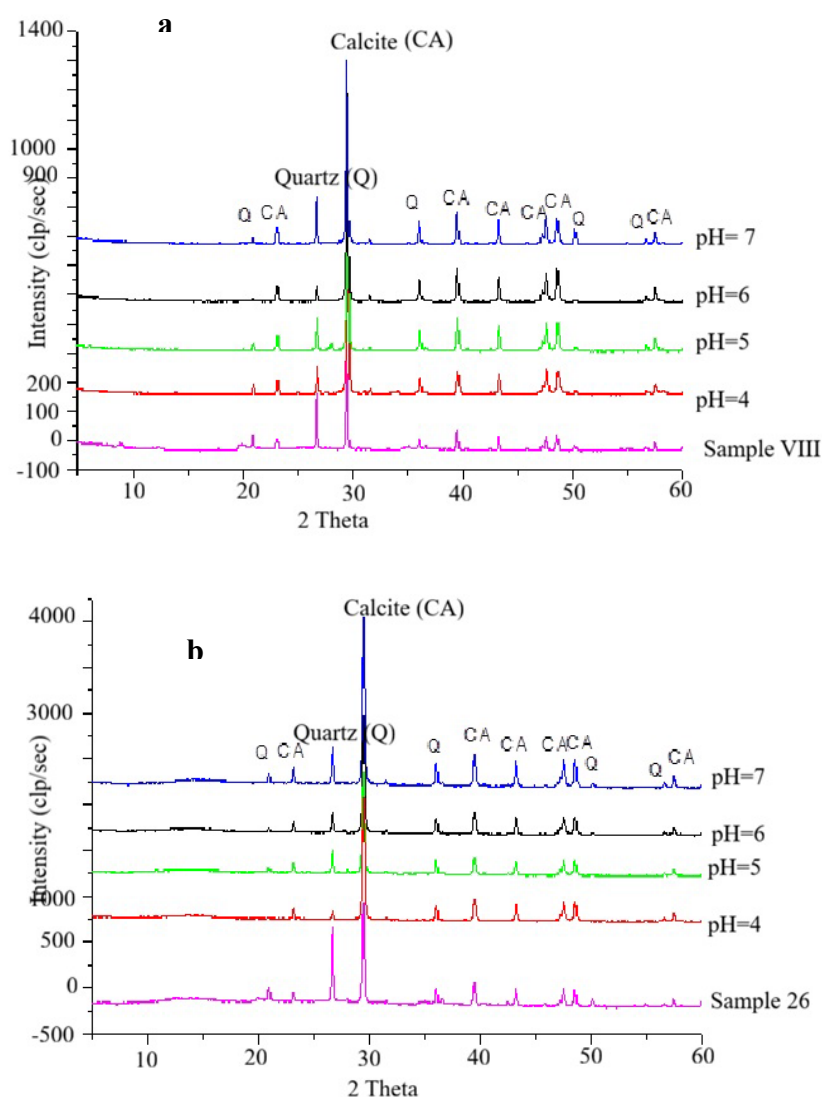 a
1400
Calcite (CA)
1000
900
Quartz (Q)
Intensity (clp/sec)
Q CA Q CA CA CA CA Q Q CA
pH= 7
pH=6
pH=5
200
pH=4
100
0
Sample VIII
-100
10 20 30 40 50 60
2 Theta
Calcite (CA)
4000
b
3000
Quartz (Q)
Intensity (clp/sec)
Q CA Q CA CA CA CA Q Q CA
pH=7
pH=6
pH=5
1000
pH=4
500
0
Sample 26
-500
10 20 30 40 50 60
2 Theta